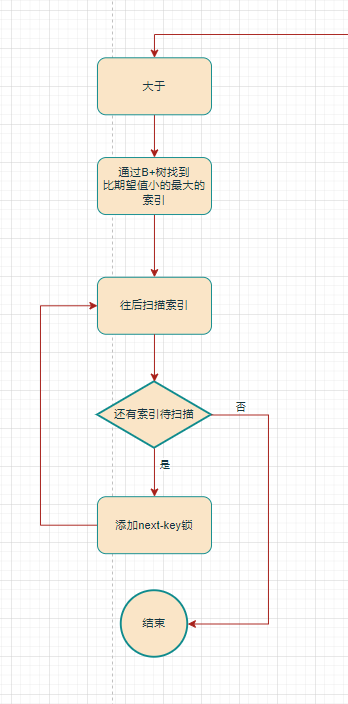 大于
通过B+树找到
比期望值小的最大的
索引
往后扫描索引
还有索引待扫描
否
是
添加next-key锁
结束